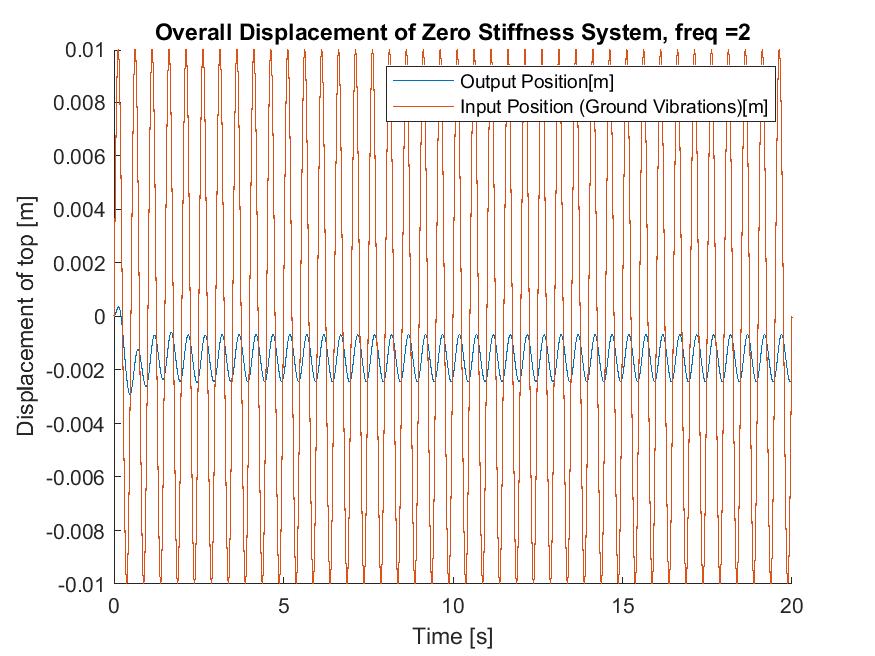 Overall Displacement of Zero Stiffness System, freq =2
Output Position[m]
Input Position (Ground Vibrations)[m]
Displacement of top [m]
0.01
0.008
0.006
0.004
0.002
0
-0.002
-0.004
-0.006
-0.008
-0.01
0 5 10 15 20
Time [s]